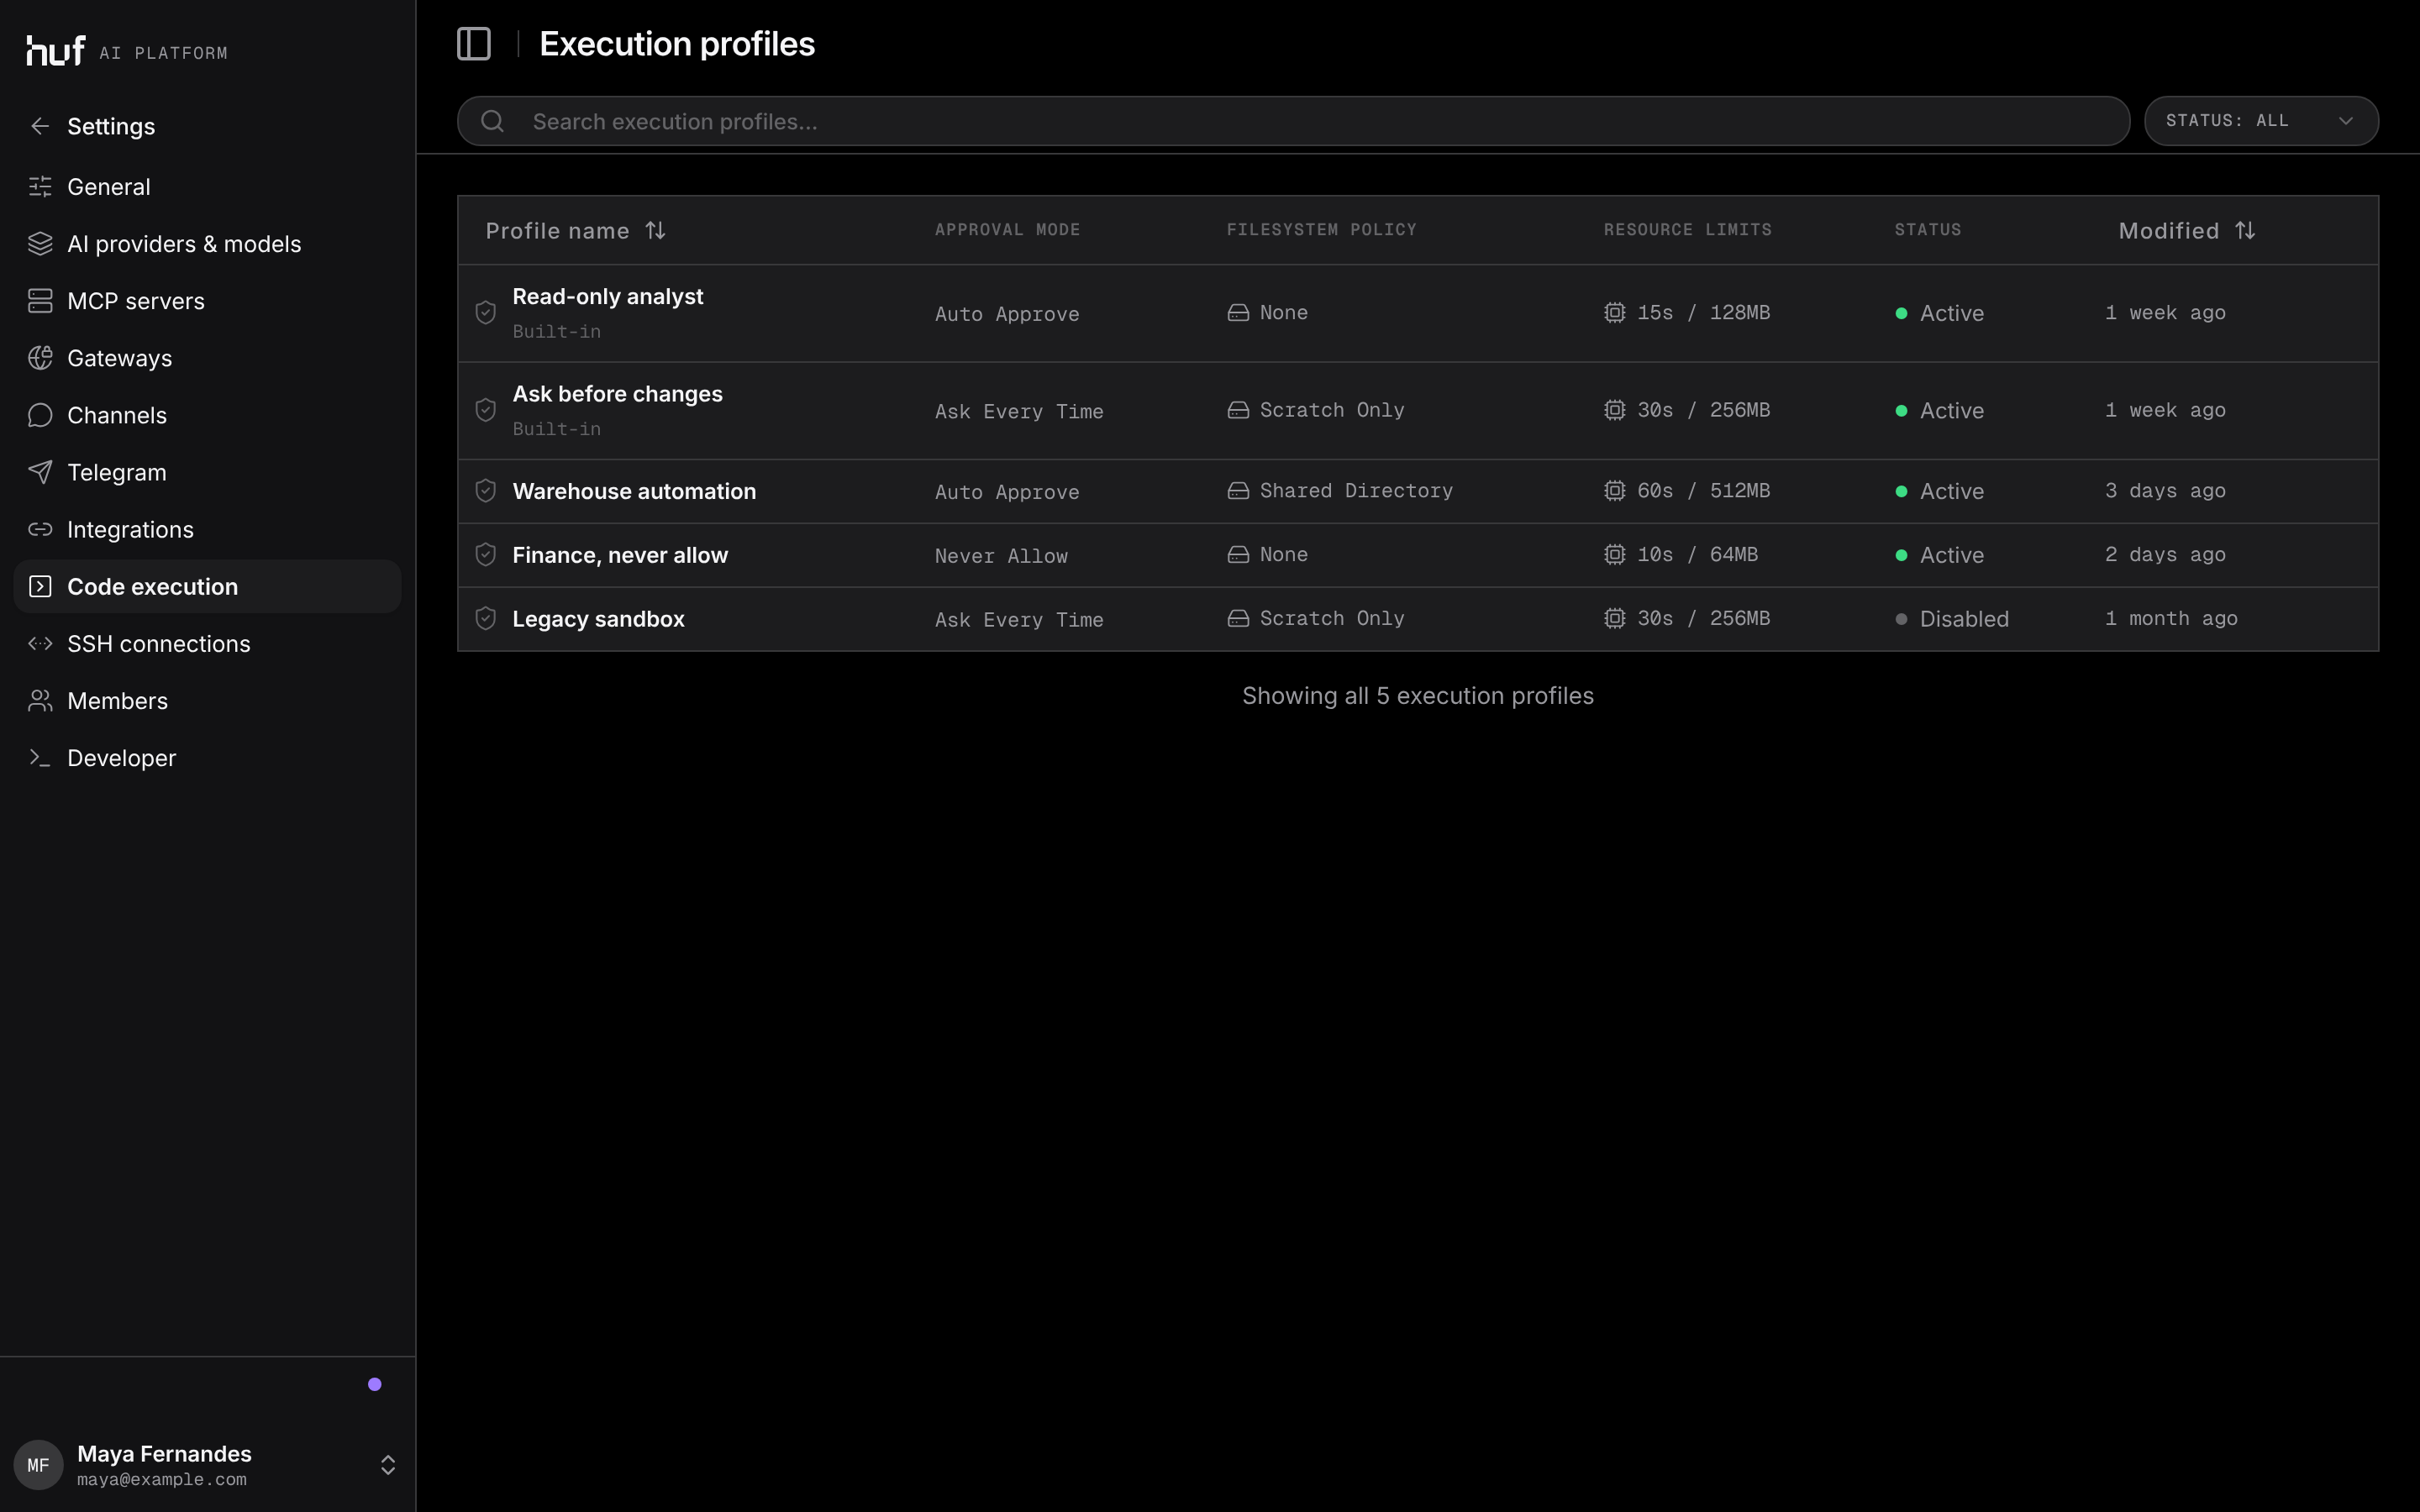 huf AI PLATFORM
Settings
General
AI providers & models
MCP servers
Gateways
Channels
Telegram
Integrations
Code execution
SSH connections
Members
Developer
MF
Maya Fernandes
maya@example.com
Execution profiles
Search execution profiles...
STATUS: ALL
Profile name APPROVAL MODE FILESYSTEM POLICY RESOURCE LIMITS STATUS Modified
Read-only analyst
Built-in
Auto Approve None 15s / 128MB Active 1 week ago
Ask before changes
Built-in
Ask Every Time Scratch Only 30s / 256MB Active 1 week ago
Warehouse automation Auto Approve Shared Directory 60s / 512MB Active 3 days ago
Finance, never allow Never Allow None 10s / 64MB Active 2 days ago
Legacy sandbox Ask Every Time Scratch Only 30s / 256MB Disabled 1 month ago
Showing all 5 execution profiles